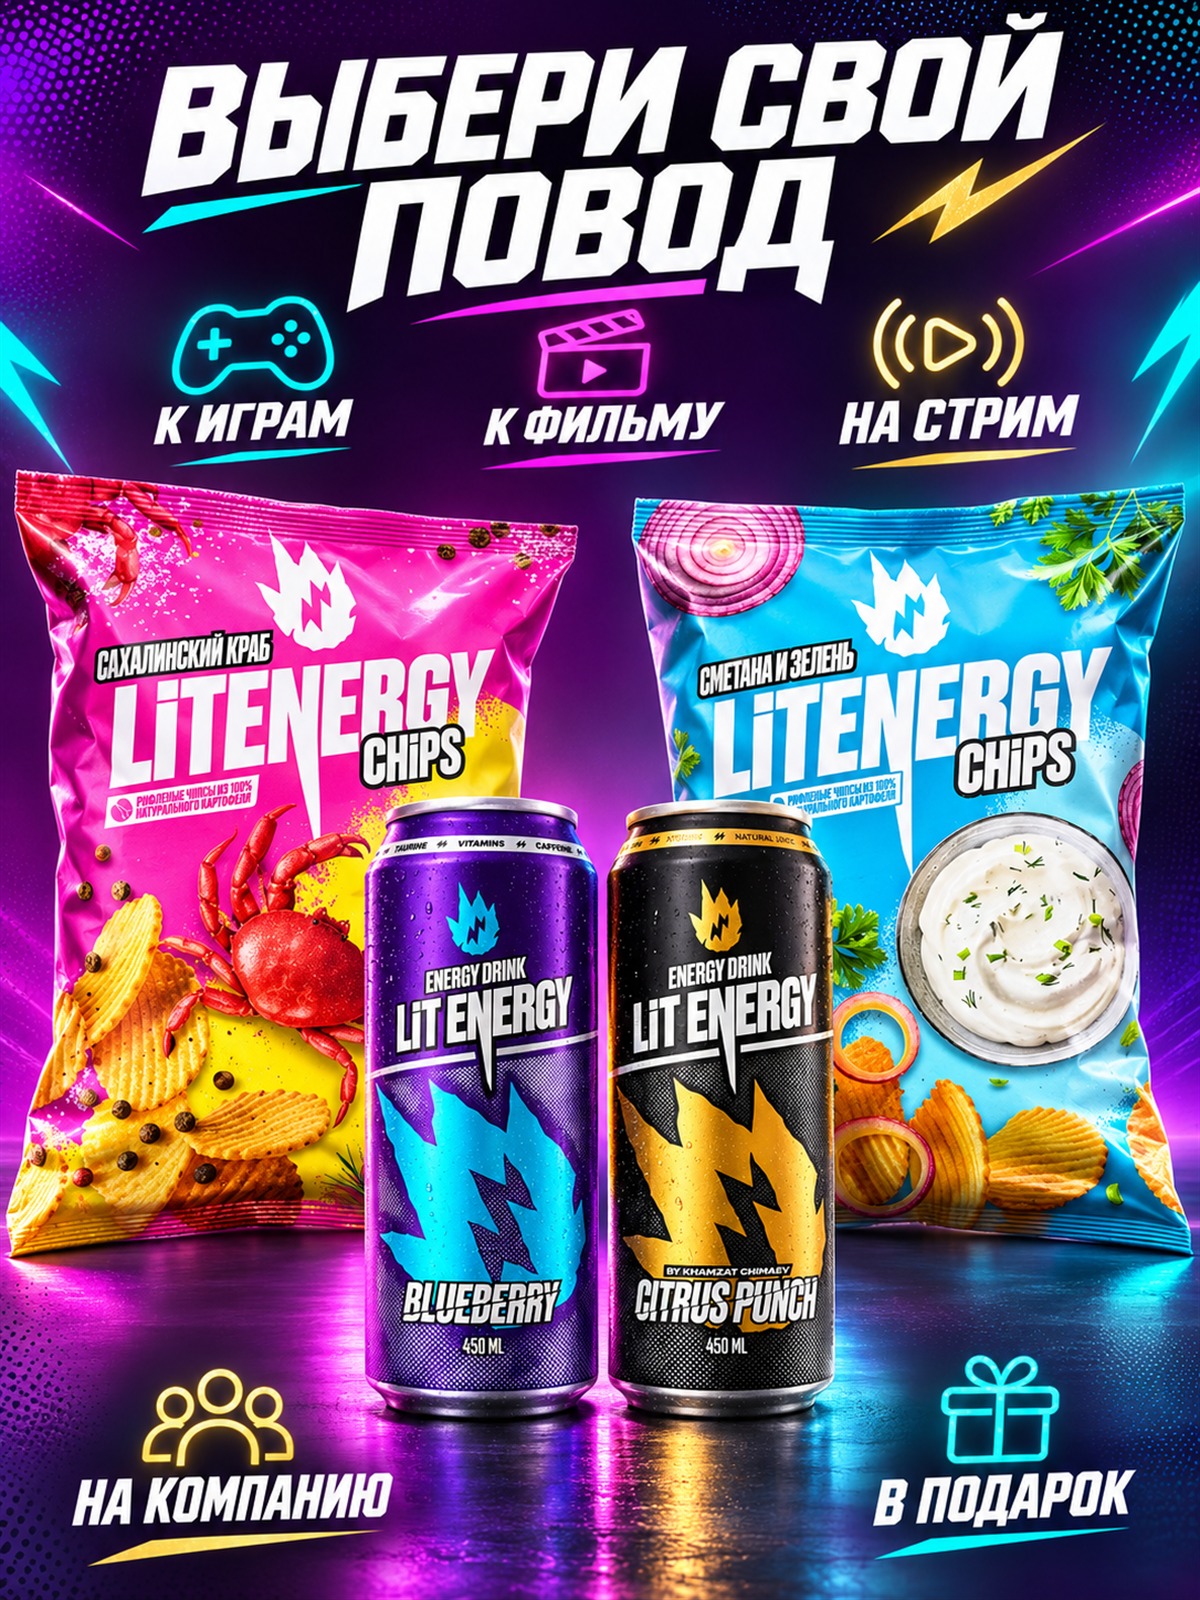 ВЫБЕРИ СВОЙ
ПОВОД
К ИГРАМ
К ФИЛЬМУ
НА СТРИМ
САХАЛИНСКИЙ КРАБ
LiTENERGY
CHiPS
РИФЛЕНЫЕ ЧИПСЫ ИЗ 100%
НАТУРАЛЬНОГО КАРТОФЕЛЯ
СМЕТАНА И ЗЕЛЕНЬ
LiTENERGY
CHiPS
РИФЛЕНЫЕ ЧИПСЫ ИЗ 100%
НАТУРАЛЬНОГО КАРТОФЕЛЯ
TAURINE VITAMINS CAFFEINE
ENERGY DRINK
LiT ENERGY
BLUEBERRY
450 ML
NATURAL
ENERGY DRINK
LiT ENERGY
BY KHAMZAT CHIMAEV
CITRUS PUNCH
450 ML
НА КОМПАНИЮ
В ПОДАРОК